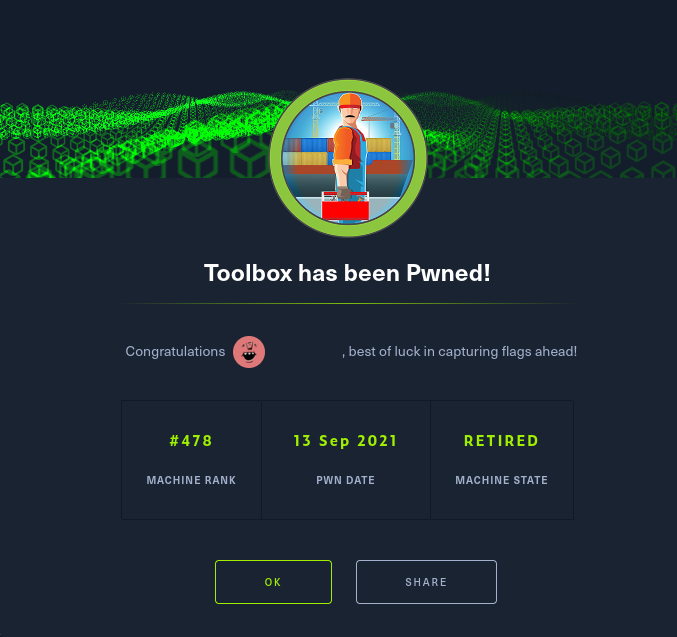 Toolbox has been Pwned!
Congratulations , best of luck in capturing flags ahead!
#478 13 Sep 2021 RETIRED
MACHINE RANK PWN DATE MACHINE STATE
OK SHARE